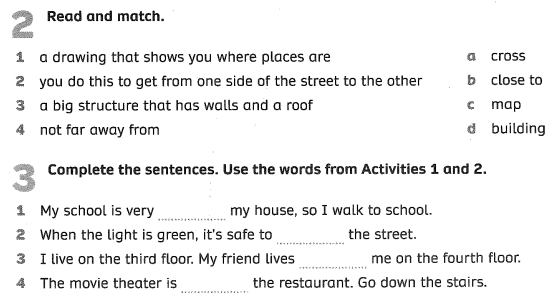 2 Read and match.
1 a drawing that shows you where places are a cross
2 you do this to get from one side of the street to the other b close to
3 a big structure that has walls and a roof c map
4 not far away from d building
3 Complete the sentences. Use the words from Activities 1 and 2.
1 My school is very .............. my house, so I walk to school.
2 When the light is green, it's safe to .............. the street.
3 I live on the third floor. My friend lives .............. me on the fourth floor.
4 The movie theater is .............. the restaurant. Go down the stairs.